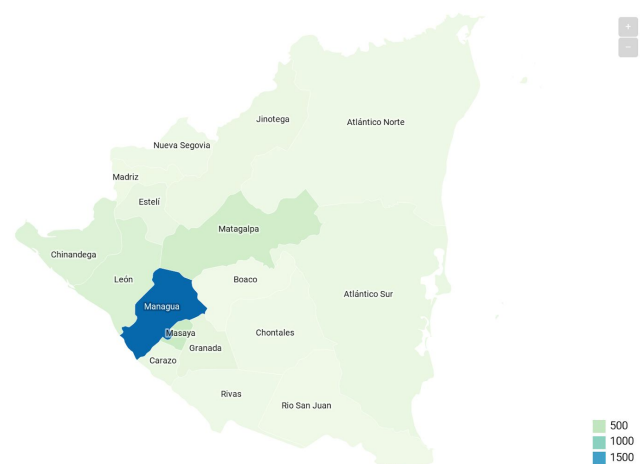 +
−
Jinotega
Atlántico Norte
Nueva Segovia
Madriz
Estelí
Matagalpa
Chinandega
León
Boaco
Atlántico Sur
Managua
Masaya
Chontales
Granada
Carazo
Rivas
Rio San Juan
500
1000
1500